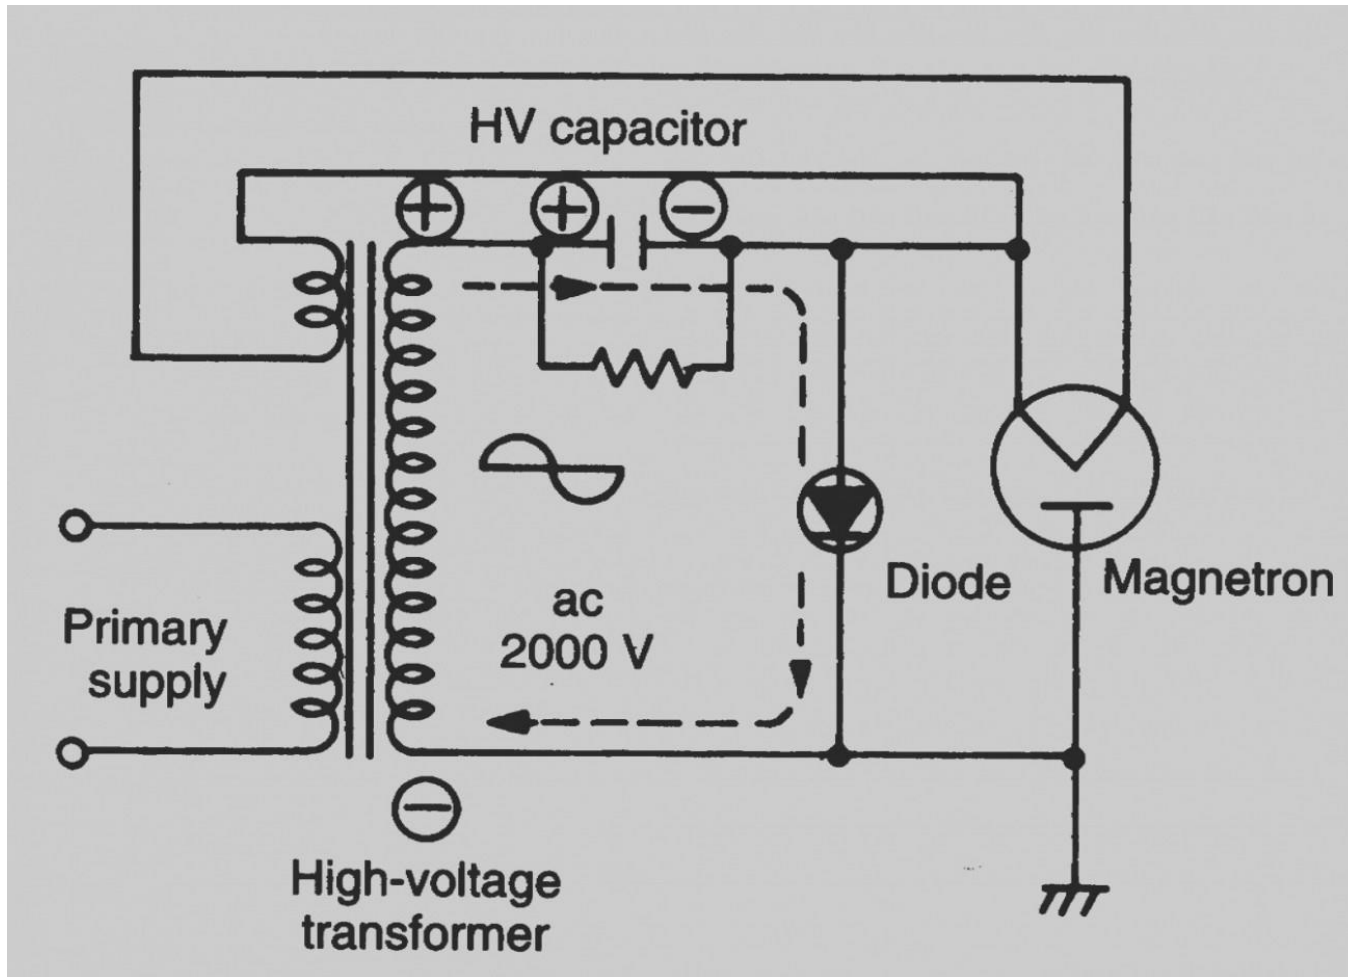 HV capacitor
+
+
−
ac
2000 V
Diode
Magnetron
Primary
supply
−
High-voltage
transformer